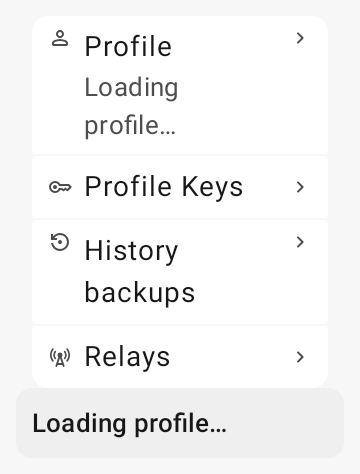 Profile
Loading
profile…
Profile Keys
History
backups
Relays
Loading profile…